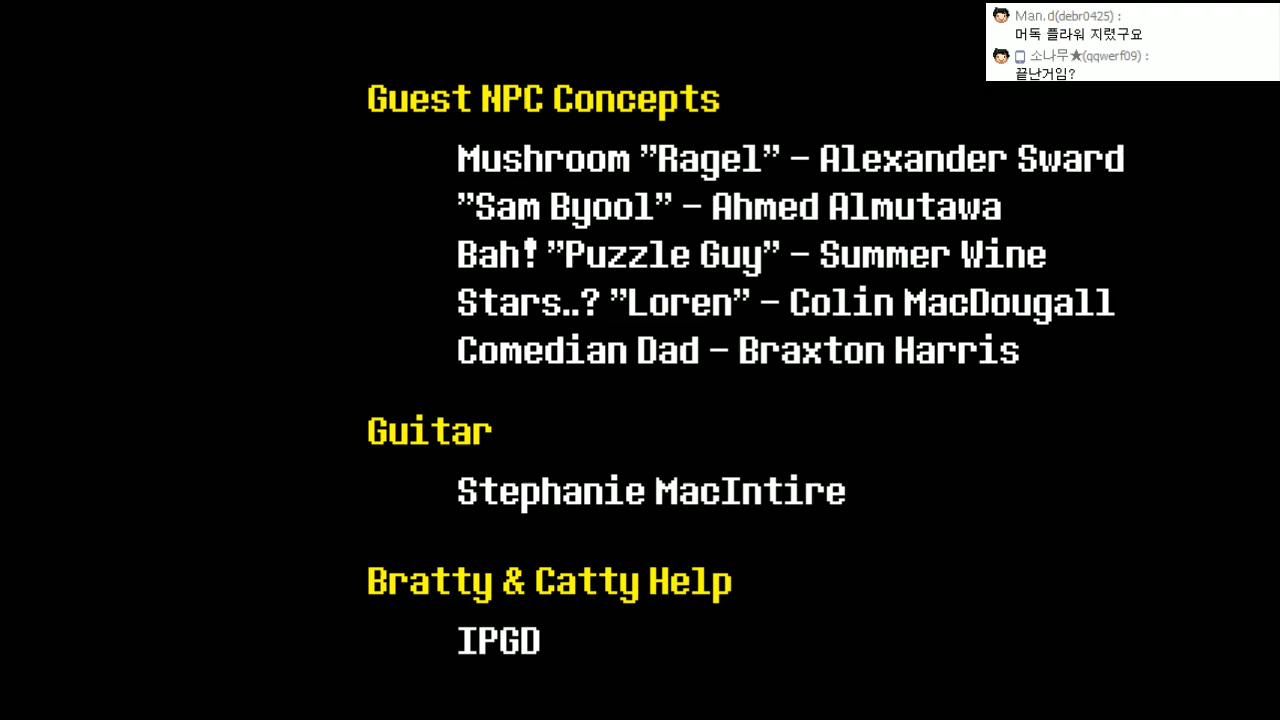 Man.d(debr0425) :
머독 플라워 지렸구요
소나무★(qqwerf09) :
끝난거임?
Guest NPC Concepts
Mushroom "Ragel" - Alexander Sward
"Sam Byool" - Ahmed Almutawa
Bah! "Puzzle Guy" - Summer Wine
Stars..? "Loren" - Colin MacDougall
Comedian Dad - Braxton Harris
Guitar
Stephanie MacIntire
Bratty & Catty Help
IPGD